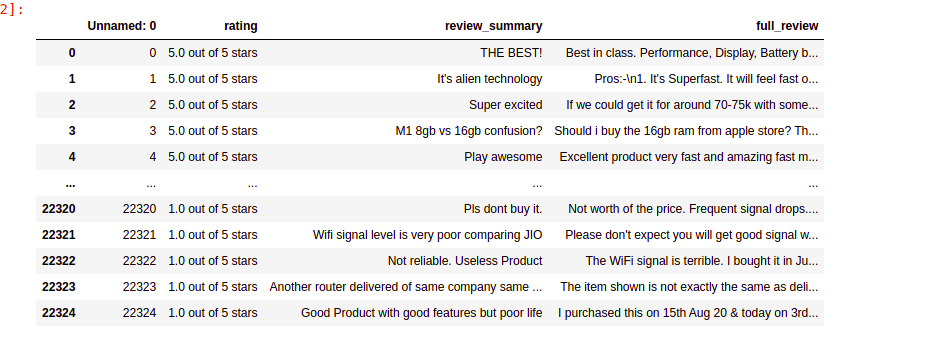 2]:
Unnamed: 0 rating review_summary full_review
0 0 5.0 out of 5 stars THE BEST! Best in class. Performance, Display, Battery b...
1 1 5.0 out of 5 stars It's alien technology Pros:-\n1. It's Superfast. It will feel fast o...
2 2 5.0 out of 5 stars Super excited If we could get it for around 70-75k with some...
3 3 5.0 out of 5 stars M1 8gb vs 16gb confusion? Should i buy the 16gb ram from apple store? Th...
4 4 5.0 out of 5 stars Play awesome Excellent product very fast and amazing fast m...
... ... ... ... ...
22320 22320 1.0 out of 5 stars Pls dont buy it. Not worth of the price. Frequent signal drops....
22321 22321 1.0 out of 5 stars Wifi signal level is very poor comparing JIO Please don't expect you will get good signal w...
22322 22322 1.0 out of 5 stars Not reliable. Useless Product The WiFi signal is terrible. I bought it in Ju...
22323 22323 1.0 out of 5 stars Another router delivered of same company same ... The item shown is not exactly the same as deli...
22324 22324 1.0 out of 5 stars Good Product with good features but poor life I purchased this on 15th Aug 20 & today on 3rd...